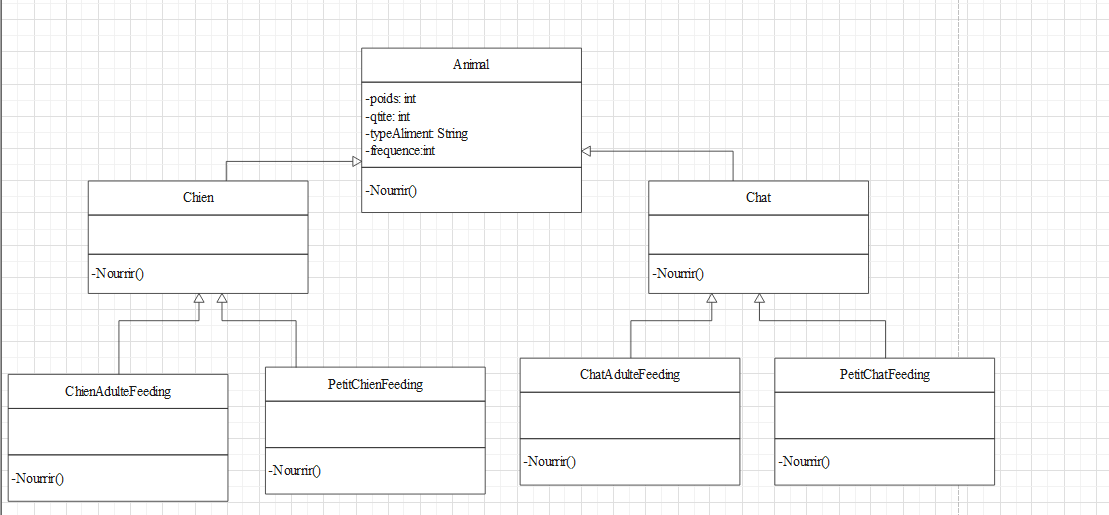 Animal
-poids: int
-qtite: int
-typeAliment: String
-frequence:int
-Nourrir()
Chien
-Nourrir()
Chat
-Nourrir()
ChienAdulteFeeding
-Nourrir()
PetitChienFeeding
-Nourrir()
ChatAdulteFeeding
-Nourrir()
PetitChatFeeding
-Nourrir()